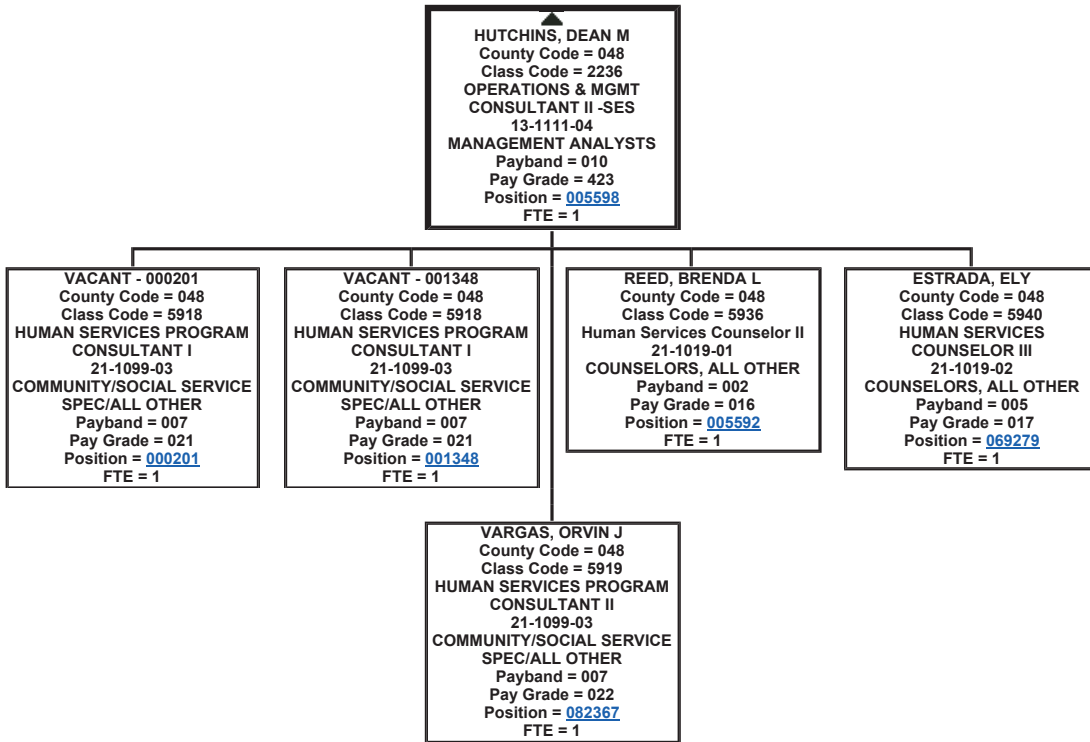 HUTCHINS, DEAN M
County Code = 048
Class Code = 2236
OPERATIONS & MGMT
CONSULTANT II -SES
13-1111-04
MANAGEMENT ANALYSTS
Payband = 010
Pay Grade = 423
Position = 005598
FTE = 1
VACANT - 000201
County Code = 048
Class Code = 5918
HUMAN SERVICES PROGRAM
CONSULTANT I
21-1099-03
COMMUNITY/SOCIAL SERVICE
SPEC/ALL OTHER
Payband = 007
Pay Grade = 021
Position = 000201
FTE = 1
VACANT - 001348
County Code = 048
Class Code = 5918
HUMAN SERVICES PROGRAM
CONSULTANT I
21-1099-03
COMMUNITY/SOCIAL SERVICE
SPEC/ALL OTHER
Payband = 007
Pay Grade = 021
Position = 001348
FTE = 1
REED, BRENDA L
County Code = 048
Class Code = 5936
Human Services Counselor II
21-1019-01
COUNSELORS, ALL OTHER
Payband = 002
Pay Grade = 016
Position = 005592
FTE = 1
ESTRADA, ELY
County Code = 048
Class Code = 5940
HUMAN SERVICES
COUNSELOR III
21-1019-02
COUNSELORS, ALL OTHER
Payband = 005
Pay Grade = 017
Position = 069279
FTE = 1
VARGAS, ORVIN J
County Code = 048
Class Code = 5919
HUMAN SERVICES PROGRAM
CONSULTANT II
21-1099-03
COMMUNITY/SOCIAL SERVICE
SPEC/ALL OTHER
Payband = 007
Pay Grade = 022
Position = 082367
FTE = 1